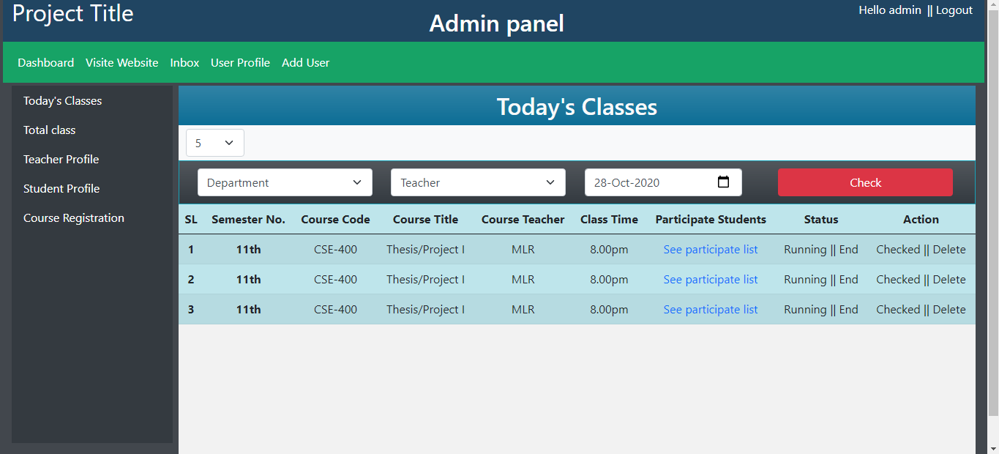 Project Title
Admin panel
Hello admin || Logout
Dashboard Visite Website Inbox User Profile Add User
Today's Classes
Total class
Teacher Profile
Student Profile
Course Registration
Today's Classes
5
Department Teacher 28-Oct-2020 Check
SL Semester No. Course Code Course Title Course Teacher Class Time Participate Students Status Action
1 11th CSE-400 Thesis/Project I MLR 8.00pm See participate list Running || End Checked || Delete
2 11th CSE-400 Thesis/Project I MLR 8.00pm See participate list Running || End Checked || Delete
3 11th CSE-400 Thesis/Project I MLR 8.00pm See participate list Running || End Checked || Delete